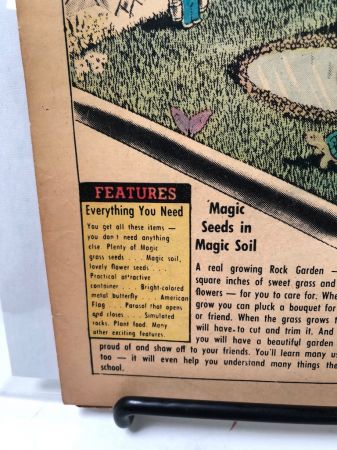 FEATURES
Everything You Need
You get all these items —
you don't need anything
else. Plenty of Magic
grass seeds . . . Magic soil,
lovely flower seeds . . .
Practical attractive
container . . . Bright-colored
metal butterfly . . . American
Flag . . . Parasol that opens
and closes . . . Simulated
rocks. Plant food. Many
other exciting features.
Magic
Seeds in
Magic Soil
A real growing Rock Garden —
square inches of sweet grass and
flowers — for you to care for. Whe
grow you can pluck a bouquet for
or friend. When the grass grows t
will have to cut and trim it. And
you will have a beautiful garden
proud of and show off to your friends. You'll learn many us
too — it will even help you understand many things the
school.